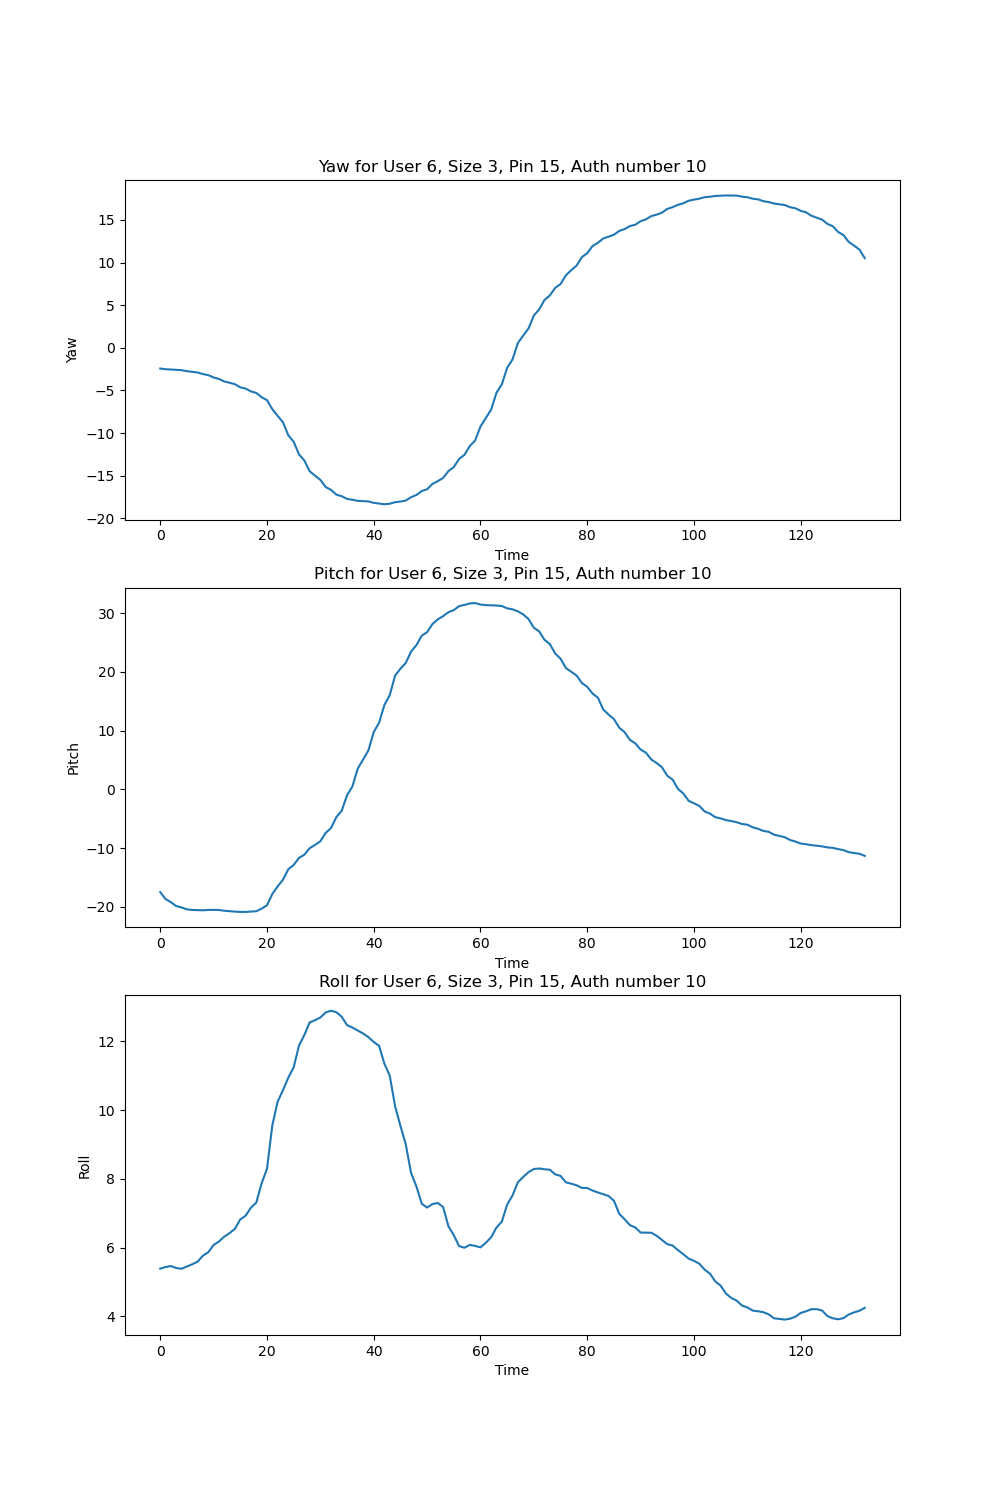 Yaw for User 6, Size 3, Pin 15, Auth number 10
15
10
5
0
−5
−10
−15
−20
Yaw
0 20 40 60 80 100 120
Time
Pitch for User 6, Size 3, Pin 15, Auth number 10
30
20
10
0
−10
−20
Pitch
0 20 40 60 80 100 120
Time
Roll for User 6, Size 3, Pin 15, Auth number 10
12
10
8
6
4
Roll
0 20 40 60 80 100 120
Time